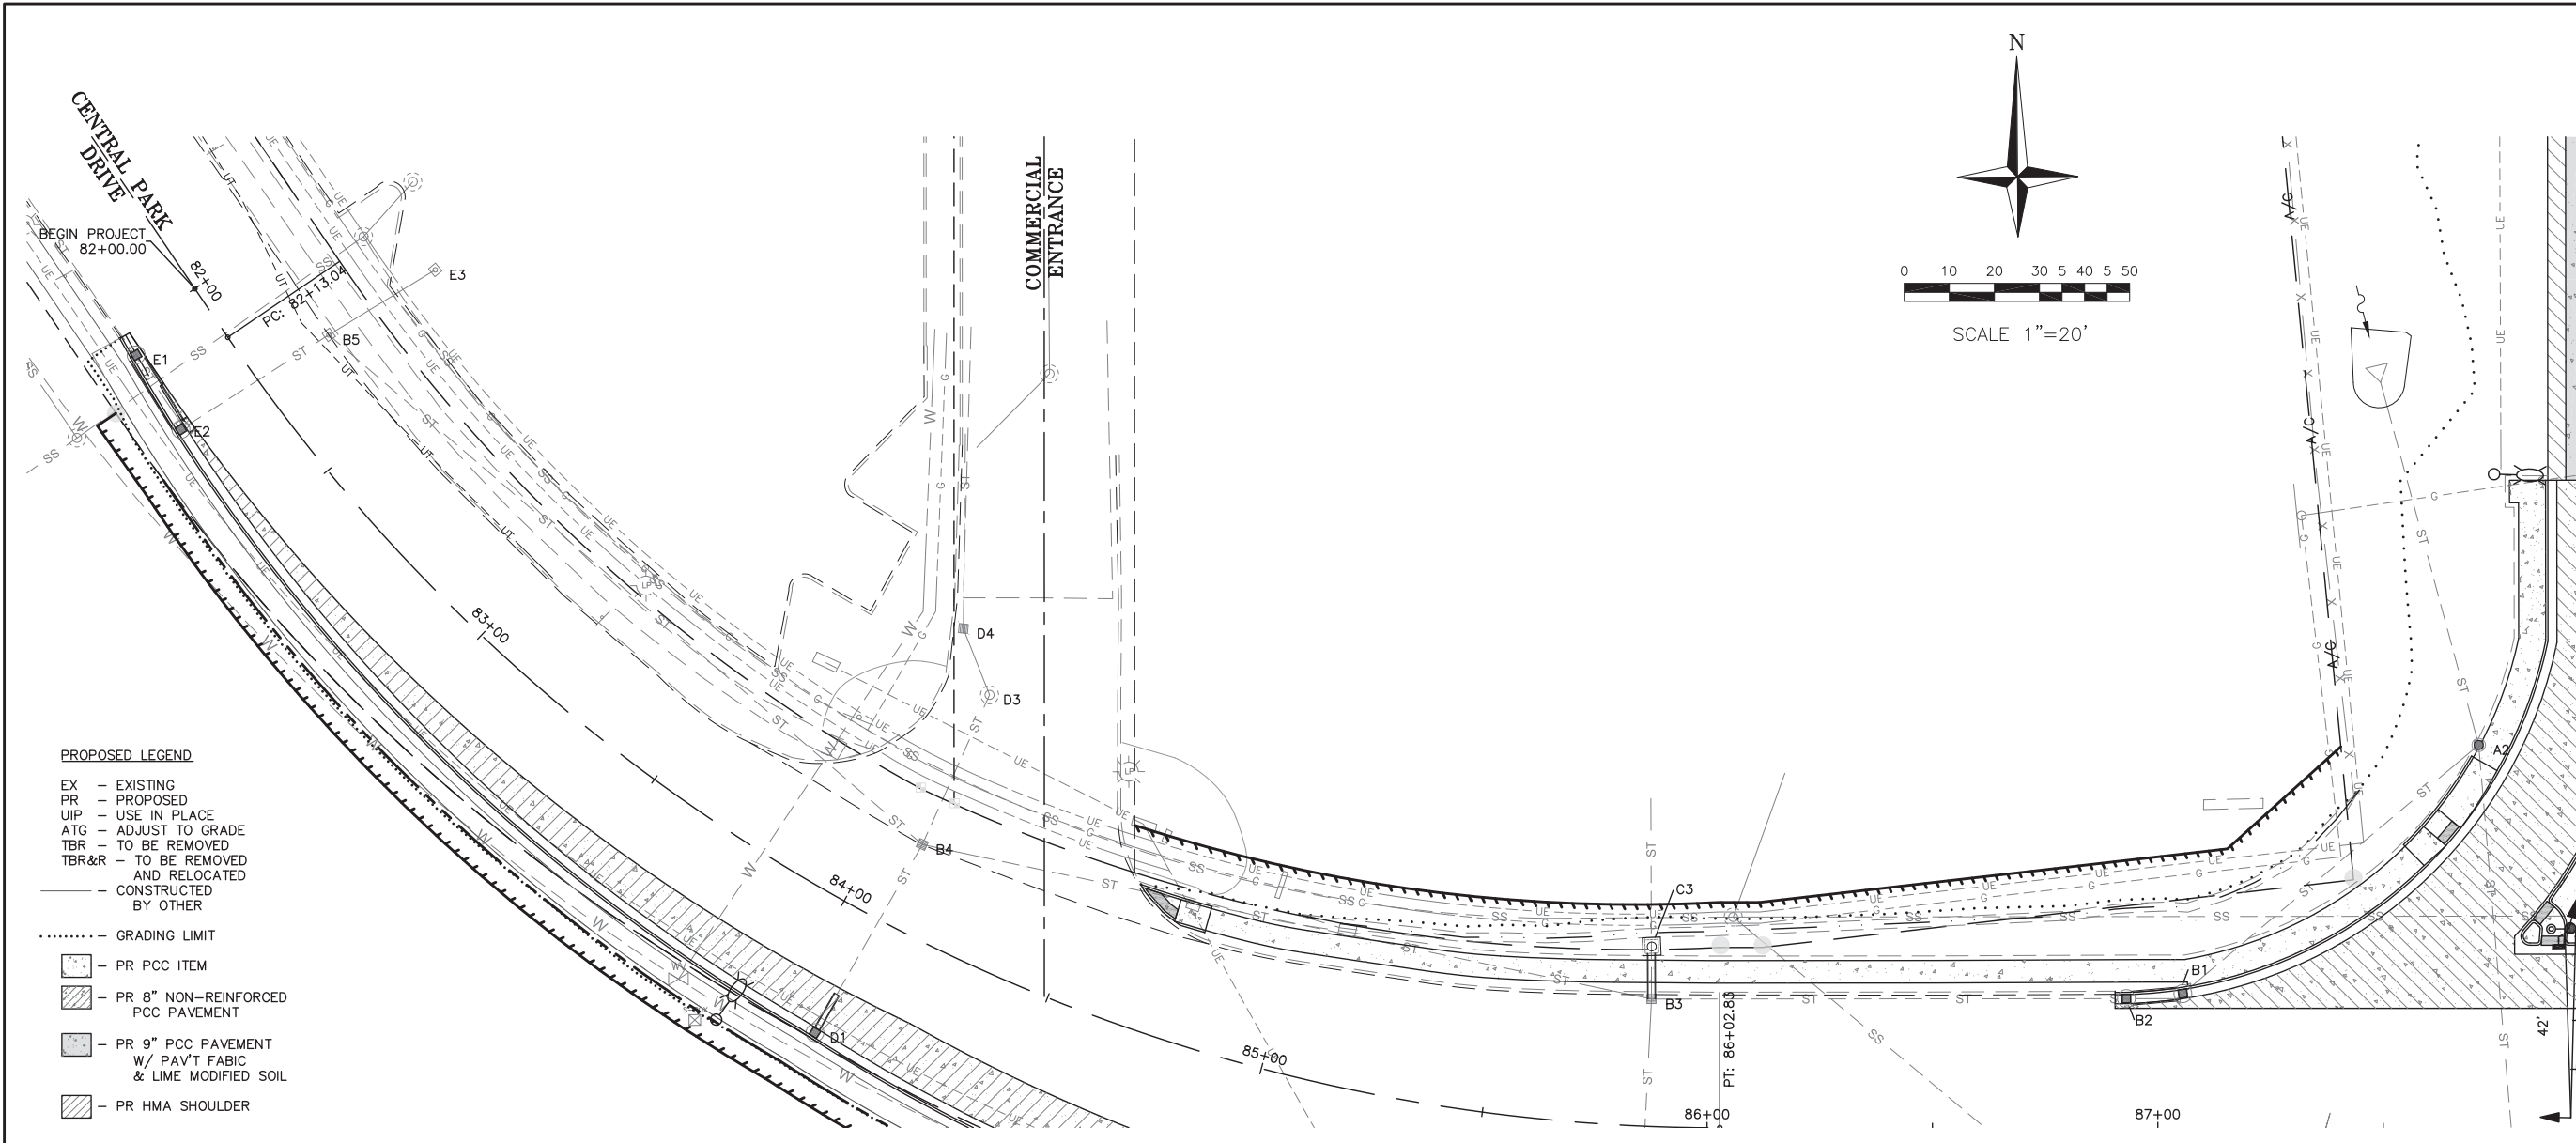 N
CENTRAL PARK
DRIVE
BEGIN PROJECT
82+00.00
82+00
PC: 82+13.04
COMMERCIAL
ENTRANCE
0 10 20 30 5 40 5 50
SCALE 1"=20'
E3
B5
E1
E2
SS
ST
UT
UE
G
W
X
A/C
A/C
A/C
D4
D3
83+00
84+00
B4
D1
85+00
C3
B3
PT: 86+02.83
86+00
87+00
B1
B2
A2
42'
PROPOSED LEGEND
EX – EXISTING
PR – PROPOSED
UIP – USE IN PLACE
ATG – ADJUST TO GRADE
TBR – TO BE REMOVED
TBR&R – TO BE REMOVED
AND RELOCATED
– CONSTRUCTED
BY OTHER
– GRADING LIMIT
– PR PCC ITEM
– PR 8" NON-REINFORCED
PCC PAVEMENT
– PR 9" PCC PAVEMENT
W/ PAV'T FABIC
& LIME MODIFIED SOIL
– PR HMA SHOULDER